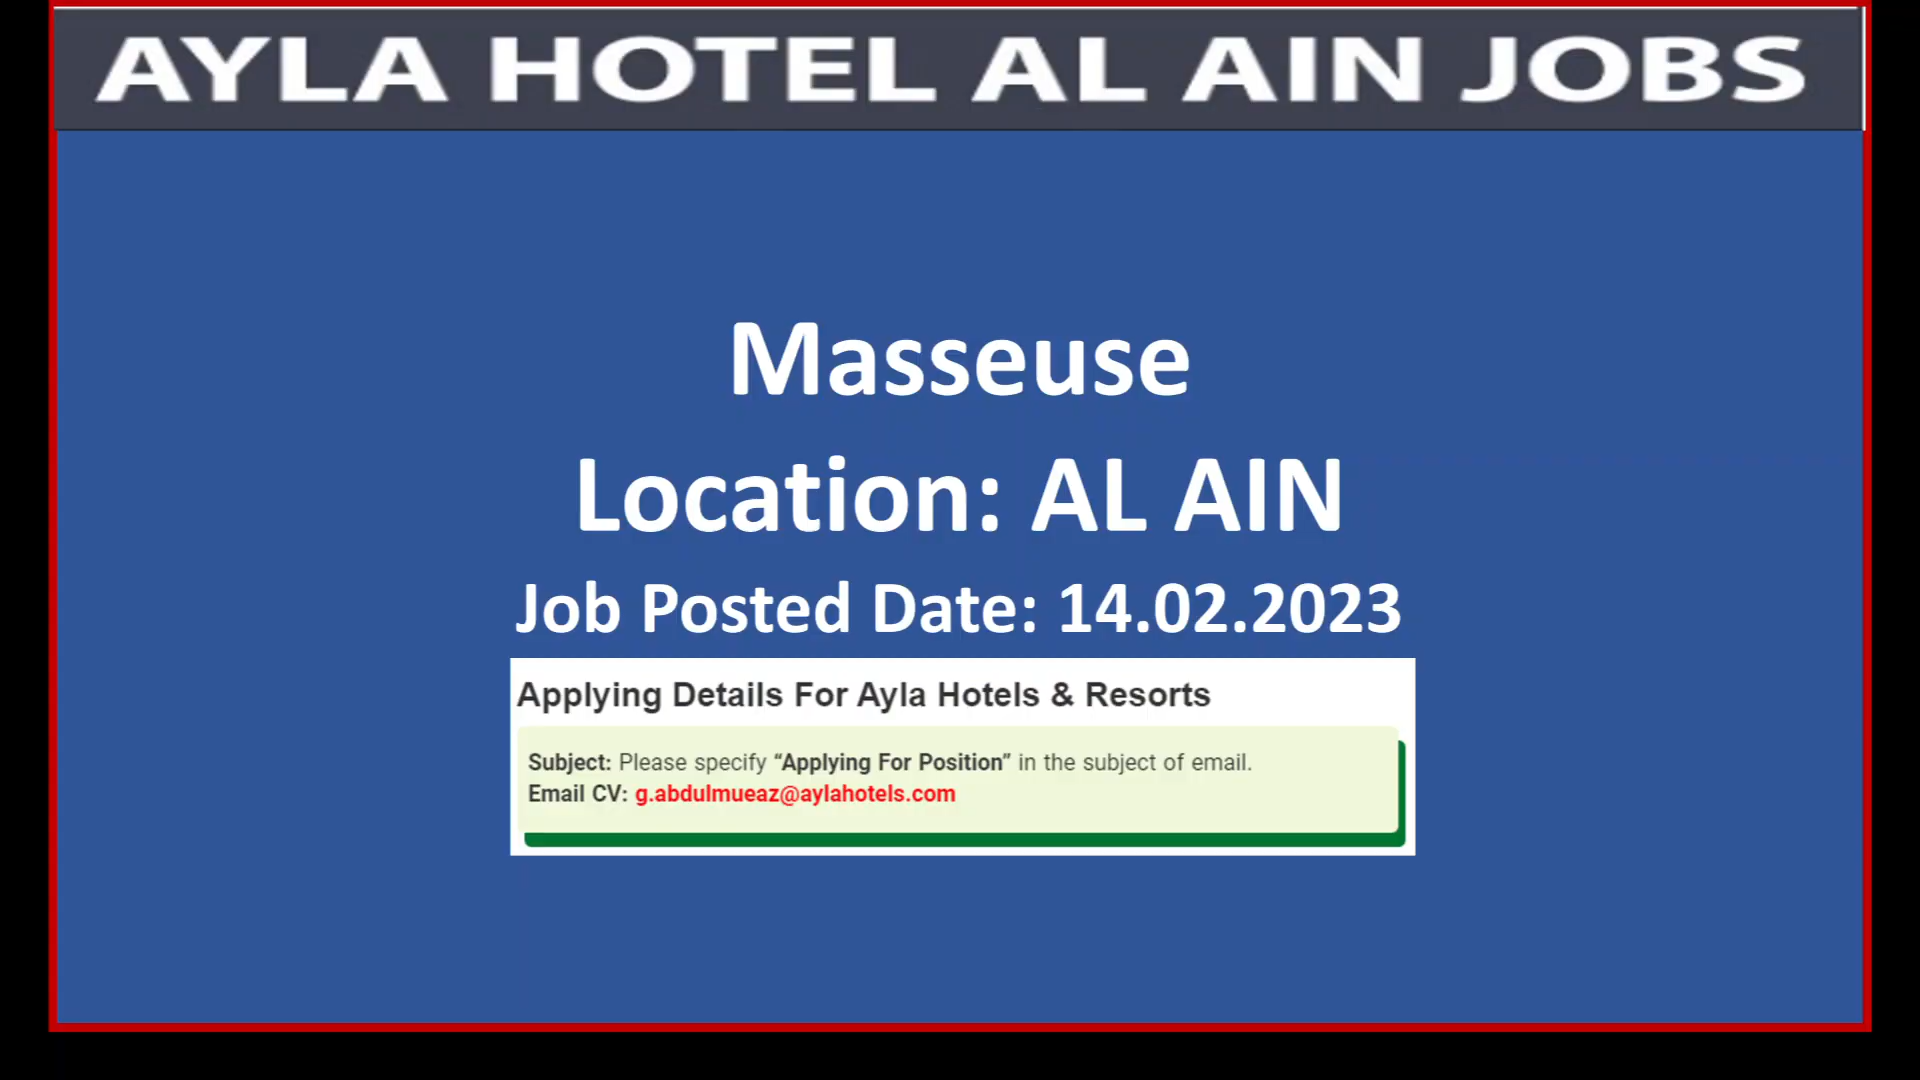 AYLA HOTEL AL AIN JOBS
Masseuse
Location: AL AIN
Job Posted Date: 14.02.2023
Applying Details For Ayla Hotels & Resorts
Subject: Please specify “Applying For Position” in the subject of email.
Email CV: g.abdulmueaz@aylahotels.com